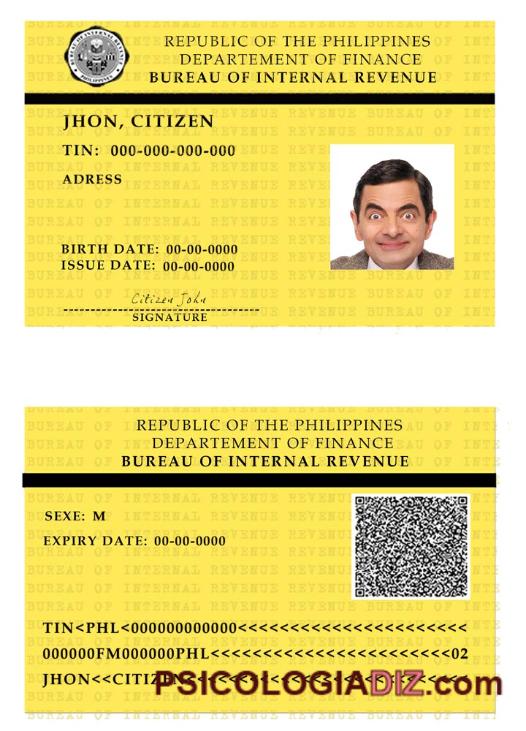 REPUBLIC OF THE PHILIPPINES
DEPARTEMENT OF FINANCE
BUREAU OF INTERNAL REVENUE
JHON, CITIZEN
TIN: 000-000-000-000
ADRESS
BIRTH DATE: 00-00-0000
ISSUE DATE: 00-00-0000
Citizen John
SIGNATURE
REPUBLIC OF THE PHILIPPINES
DEPARTEMENT OF FINANCE
BUREAU OF INTERNAL REVENUE
SEXE: M
EXPIRY DATE: 00-00-0000
TIN<PHL<000000000000<<<<<<<<<<<<<<<<<<<<<<
000000FM000000PHL<<<<<<<<<<<<<<<<<<<<<<<02
JHON<<CITIZEN<<<<<<<<<<<<<<<<<<<<<<<
PSICOLOGIADIZ.com